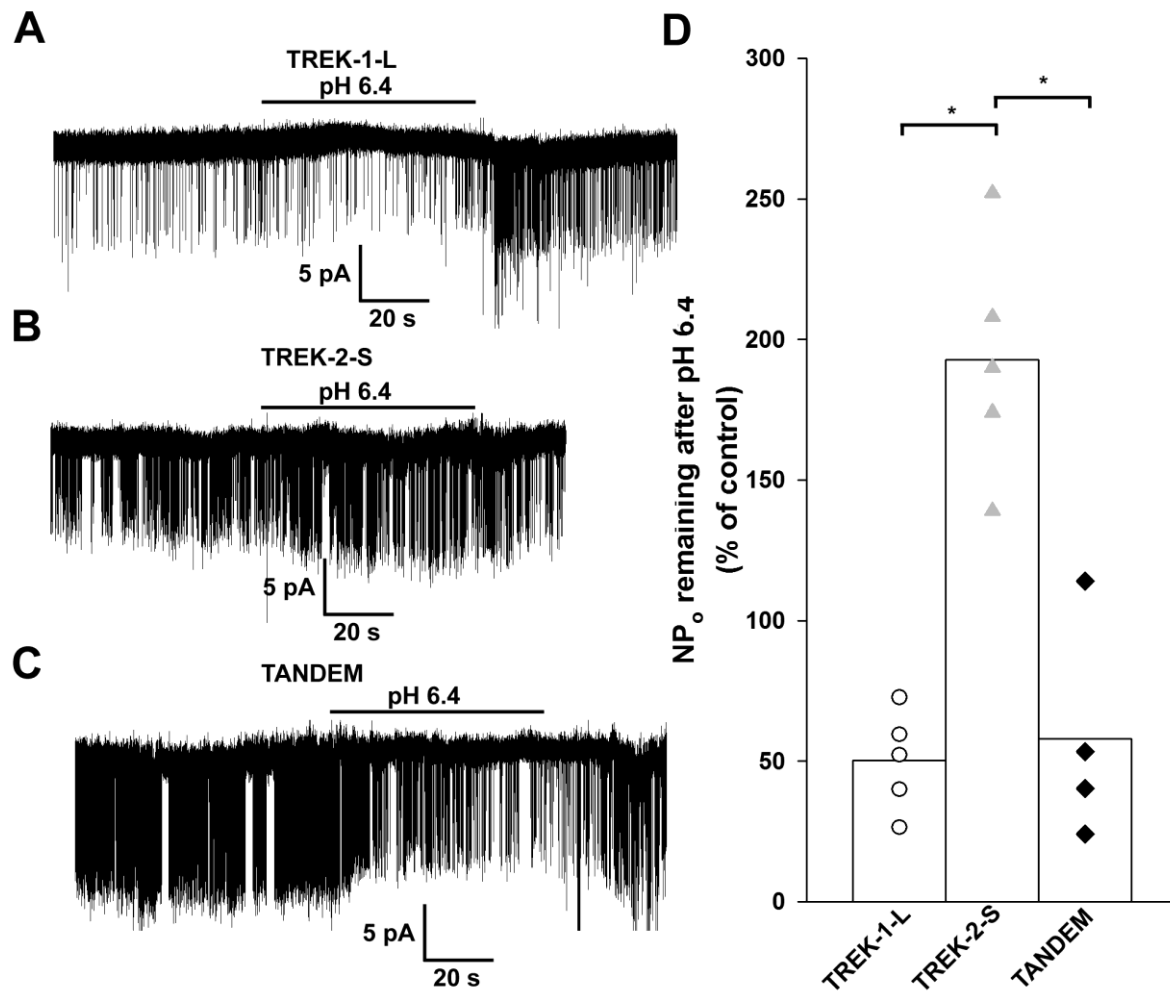 A
TREK-1-L
pH 6.4
5 pA
20 s
B
TREK-2-S
pH 6.4
5 pA
20 s
C
TANDEM
pH 6.4
5 pA
20 s
D
NPo remaining after pH 6.4
(% of control)
300
250
200
150
100
50
0
*
*
TREK-1-L
TREK-2-S
TANDEM